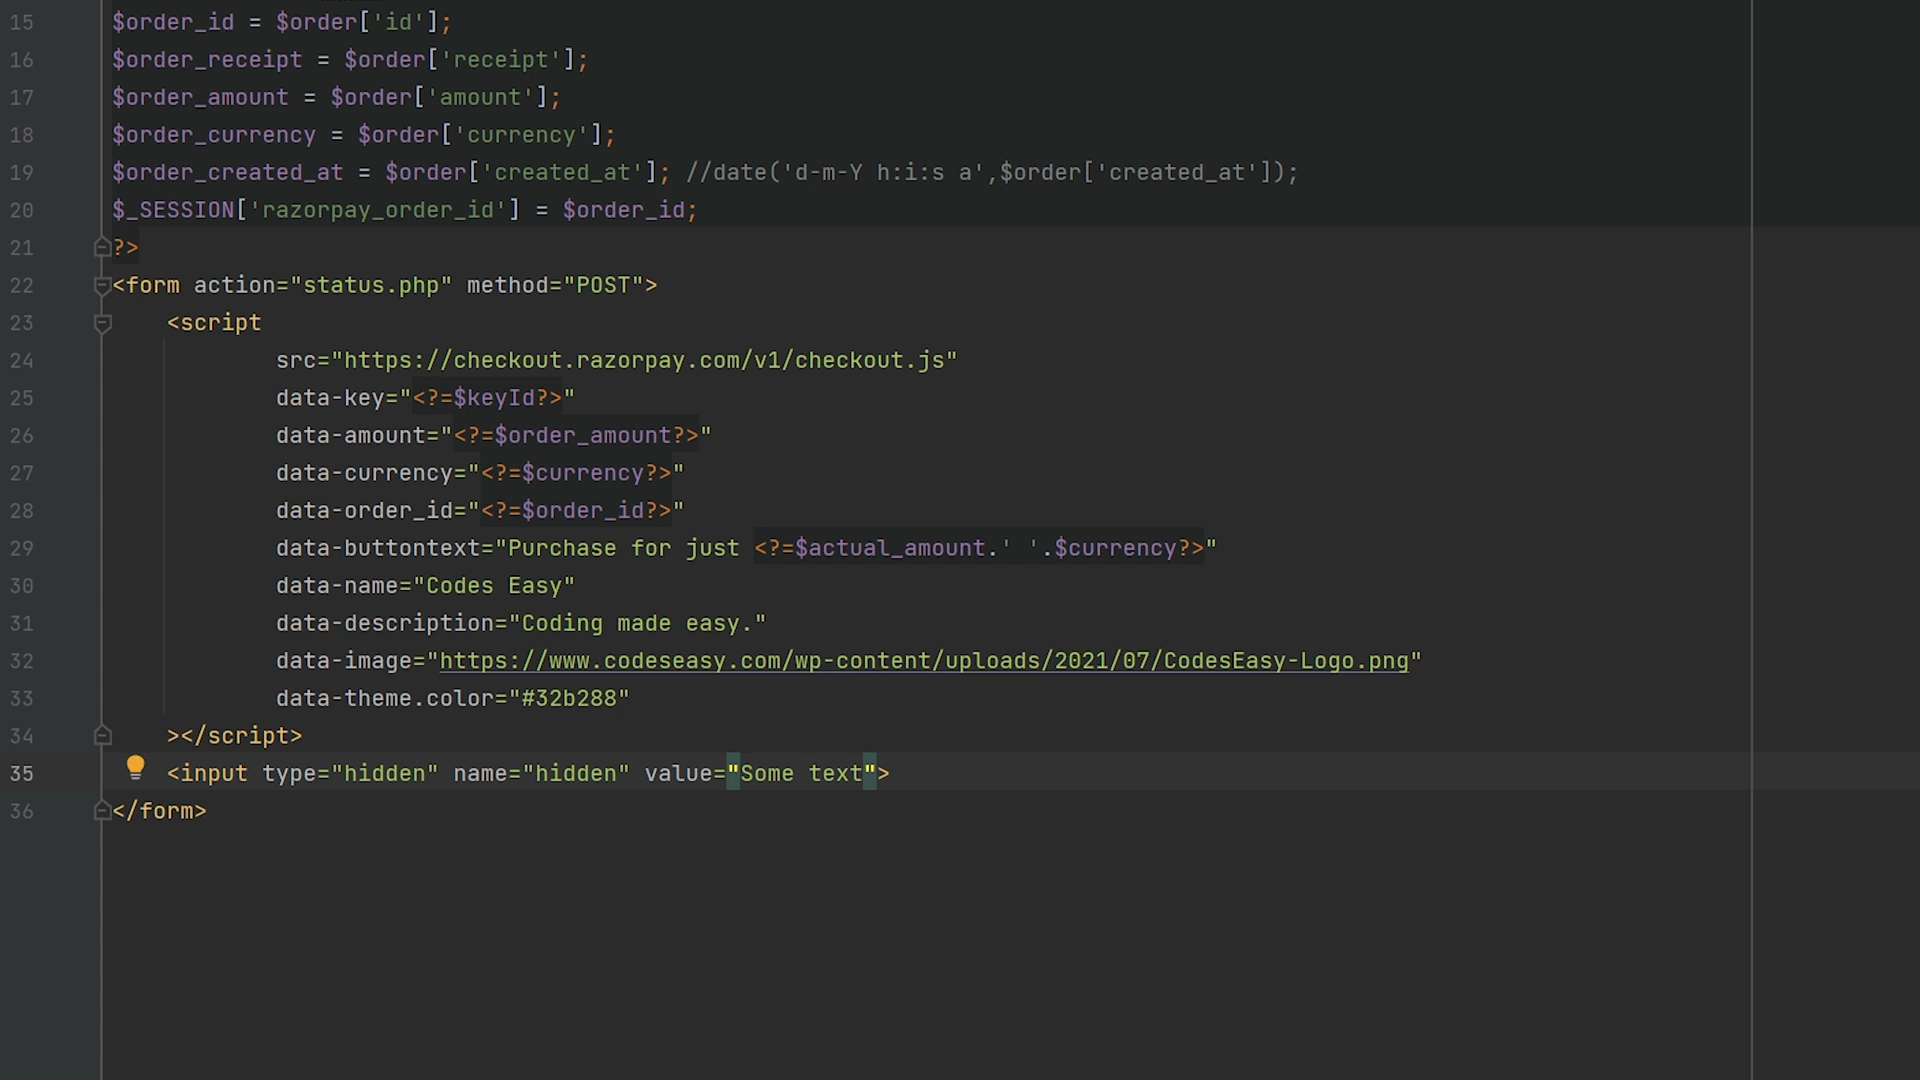 15 $order_id = $order['id'];
16 $order_receipt = $order['receipt'];
17 $order_amount = $order['amount'];
18 $order_currency = $order['currency'];
19 $order_created_at = $order['created_at']; //date('d-m-Y h:i:s a',$order['created_at']);
20 $_SESSION['razorpay_order_id'] = $order_id;
21 ?>
22 <form action="status.php" method="POST">
23 <script
24 src="https://checkout.razorpay.com/v1/checkout.js"
25 data-key="<?=$keyId?>"
26 data-amount="<?=$order_amount?>"
27 data-currency="<?=$currency?>"
28 data-order_id="<?=$order_id?>"
29 data-buttontext="Purchase for just <?=$actual_amount.' '.$currency?>"
30 data-name="Codes Easy"
31 data-description="Coding made easy."
32 data-image="https://www.codeseasy.com/wp-content/uploads/2021/07/CodesEasy-Logo.png"
33 data-theme.color="#32b288"
34 ></script>
35 <input type="hidden" name="hidden" value="Some text">
36 </form>